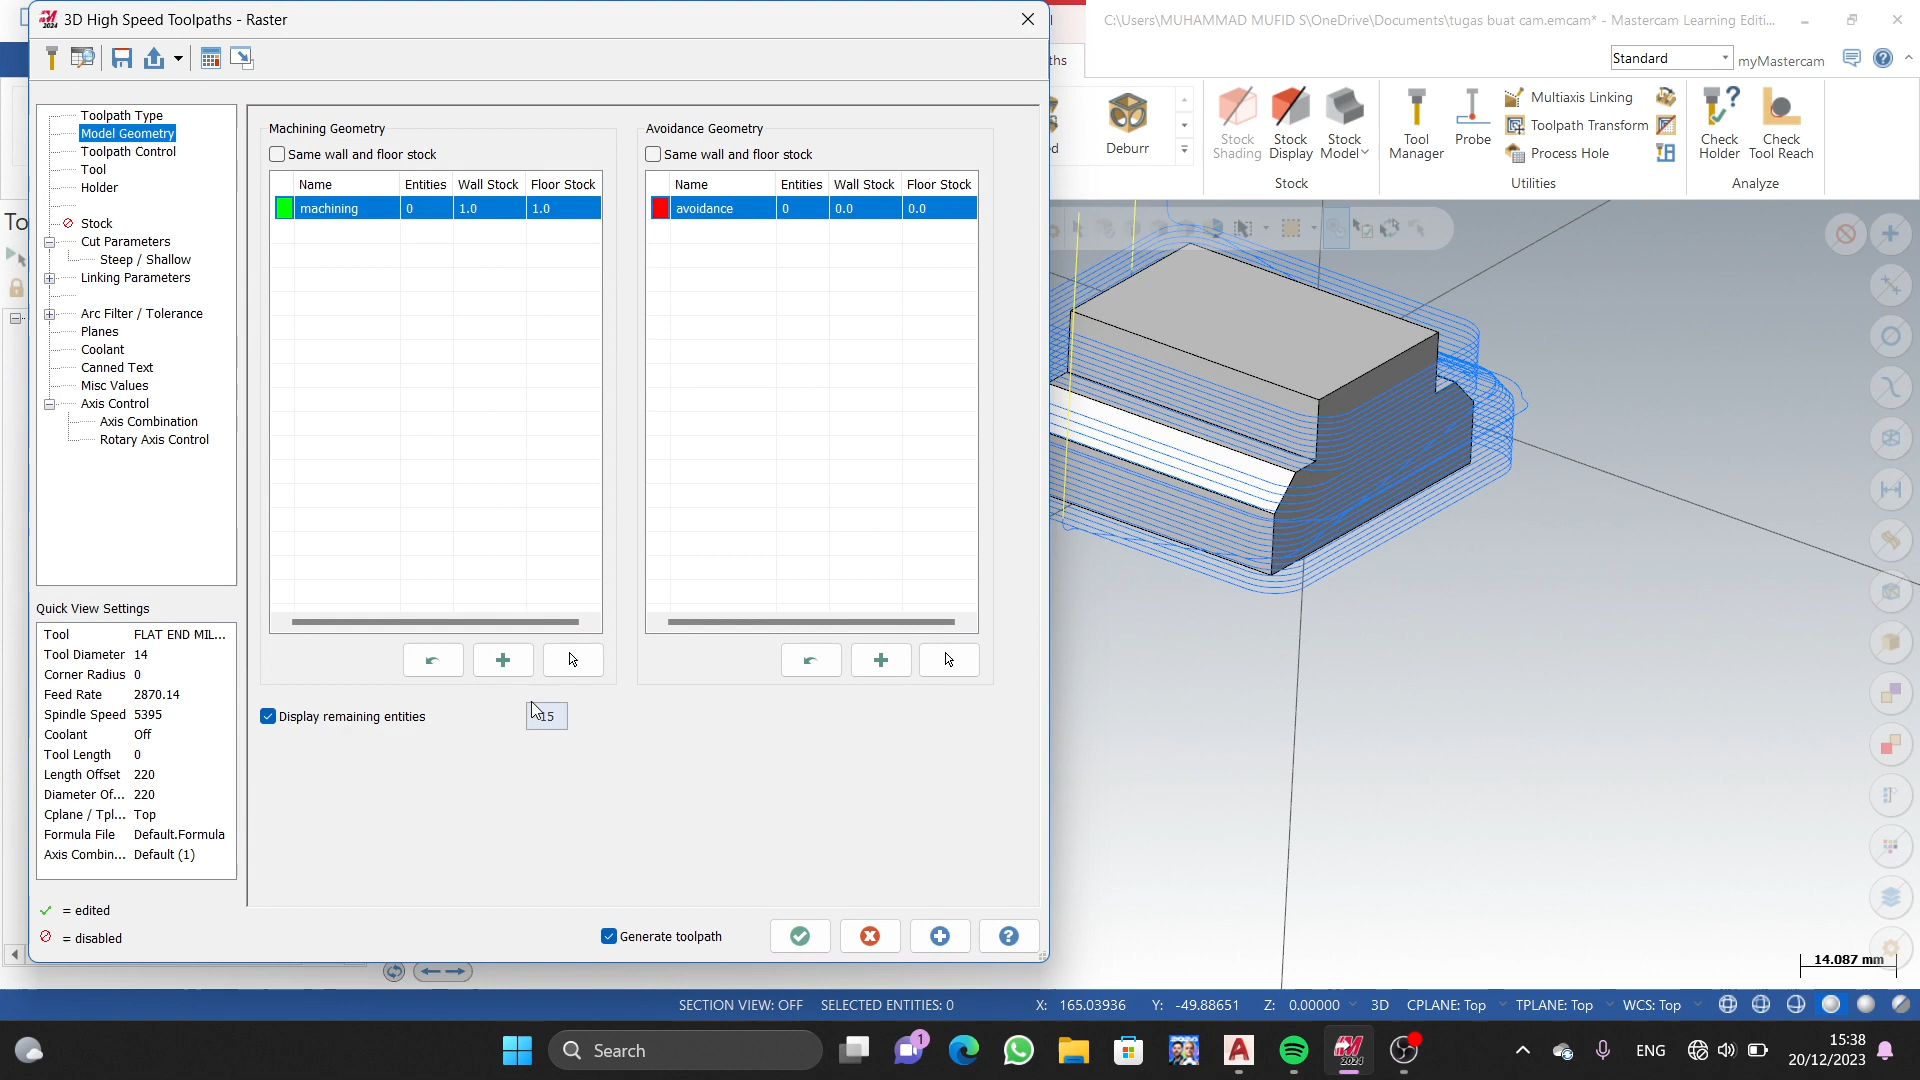 3D High Speed Toolpaths - Raster
C:\Users\MUHAMMAD MUFID S\OneDrive\Documents\tugas buat cam.emcam* - Mastercam Learning Editi...
Standard
myMastercam
ths
Deburr
Stock Shading
Stock Display
Stock Model
Stock
Tool Manager
Probe
Multiaxis Linking
Toolpath Transform
Process Hole
Utilities
Check Holder
Check Tool Reach
Analyze
To
Toolpath Type
Model Geometry
Toolpath Control
Tool
Holder
Stock
Cut Parameters
Steep / Shallow
Linking Parameters
Arc Filter / Tolerance
Planes
Coolant
Canned Text
Misc Values
Axis Control
Axis Combination
Rotary Axis Control
Quick View Settings
Tool FLAT END MIL...
Tool Diameter 14
Corner Radius 0
Feed Rate 2870.14
Spindle Speed 5395
Coolant Off
Tool Length 0
Length Offset 220
Diameter Of... 220
Cplane / Tpl... Top
Formula File Default.Formula
Axis Combin... Default (1)
= edited
= disabled
Machining Geometry
Same wall and floor stock
Name Entities Wall Stock Floor Stock
machining 0 1.0 1.0
Avoidance Geometry
Same wall and floor stock
Name Entities Wall Stock Floor Stock
avoidance 0 0.0 0.0
Display remaining entities
15
Generate toolpath
14.087 mm
SECTION VIEW: OFF SELECTED ENTITIES: 0 X: 165.03936 Y: -49.88651 Z: 0.00000 3D CPLANE: Top TPLANE: Top WCS: Top
Search
1
ENG
15:38
20/12/2023